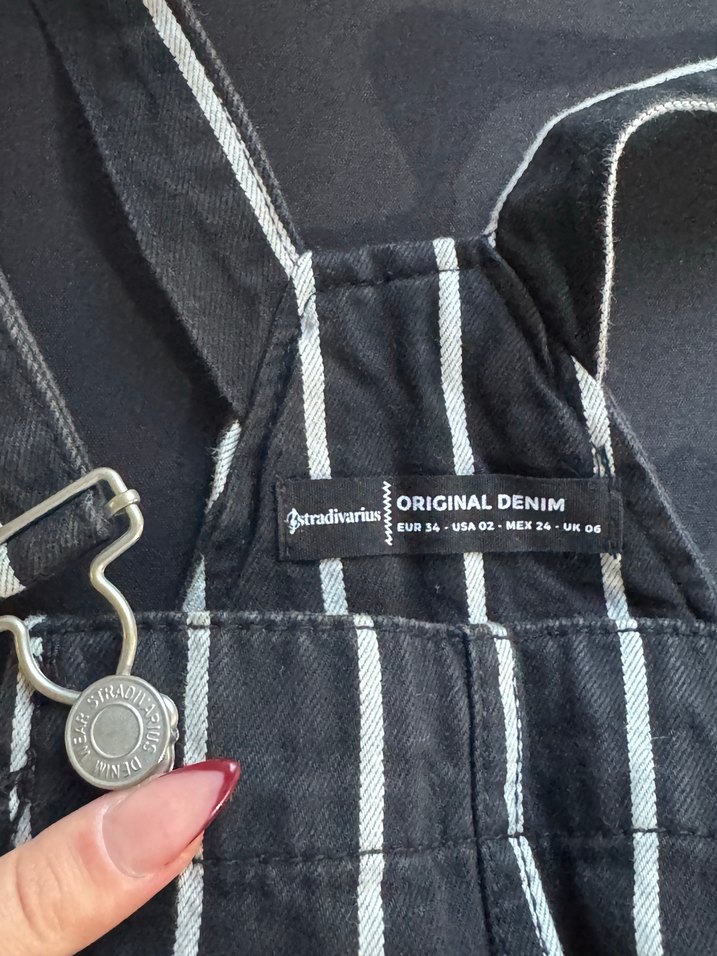 stradivarius
ORIGINAL DENIM
EUR 34 - USA 02 - MEX 24 - UK 06
STRADIVARIUS DENIM WEAR